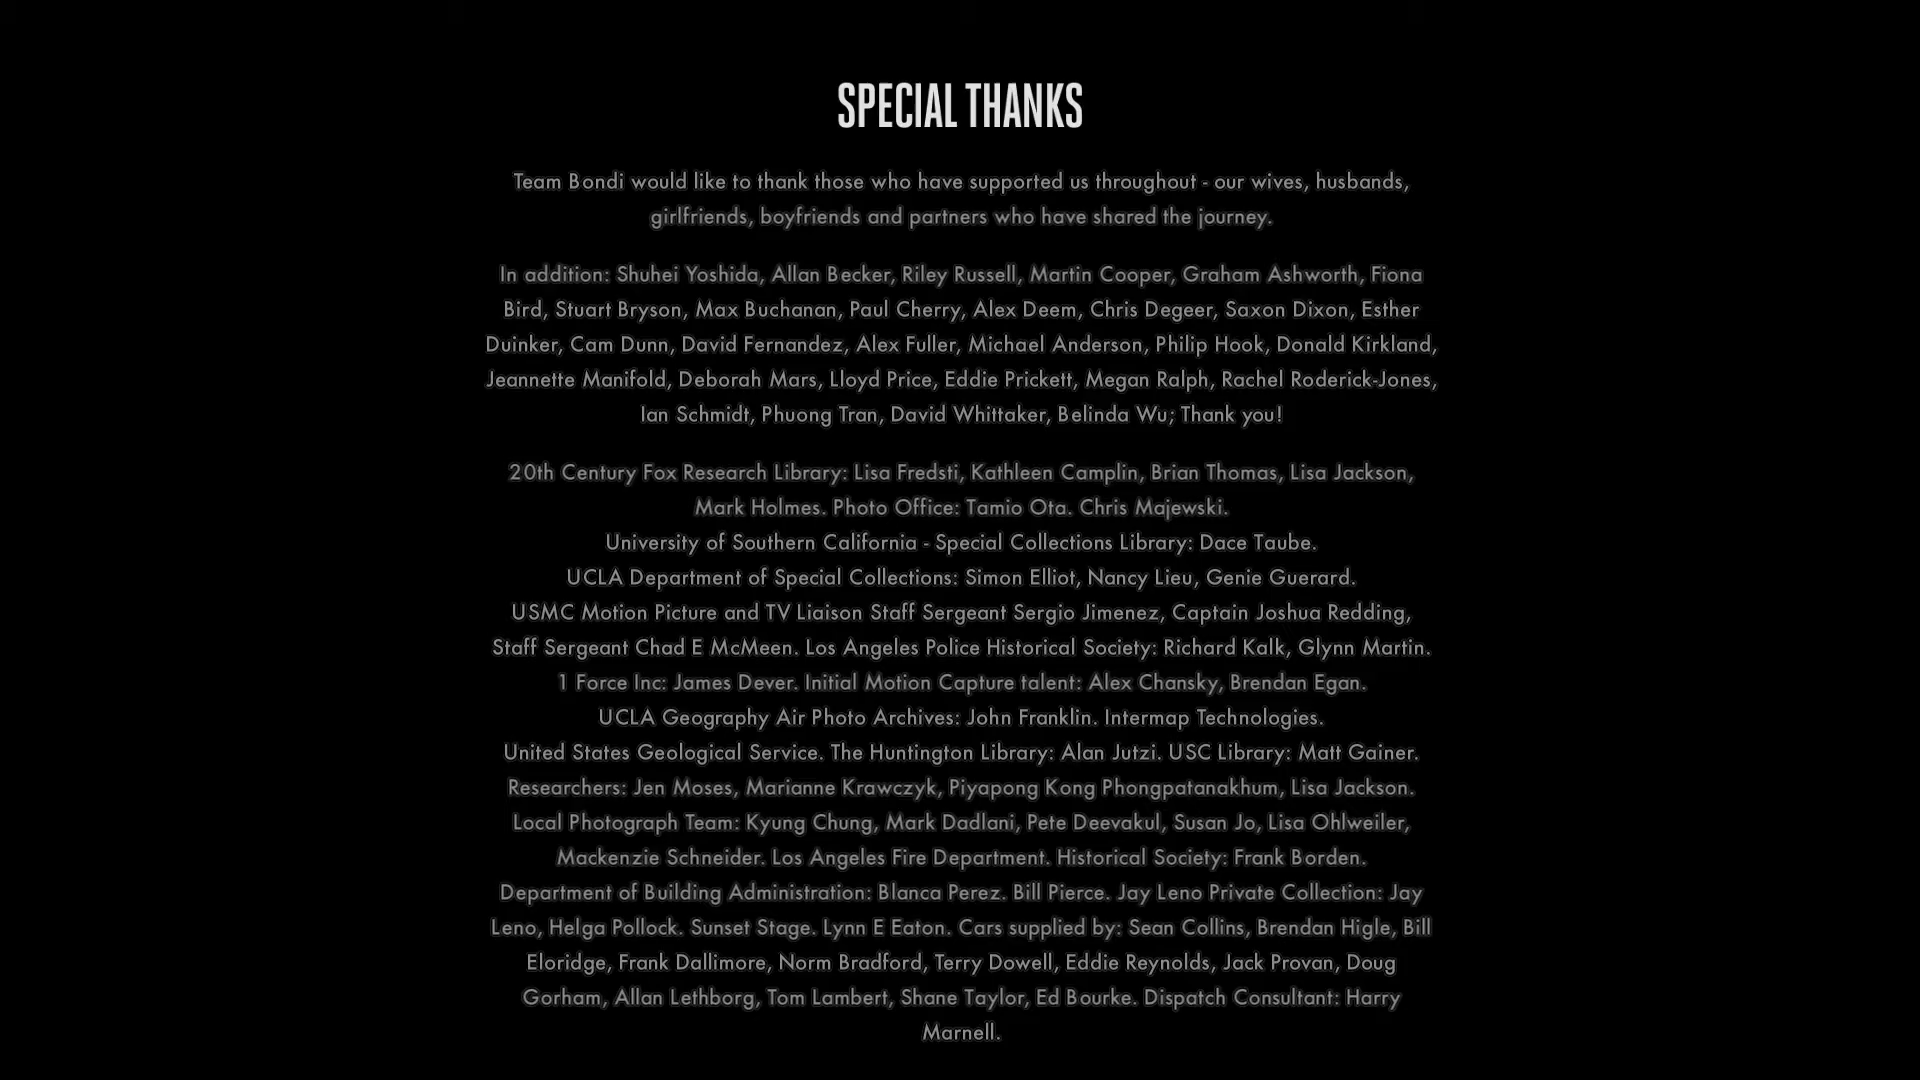 SPECIAL THANKS
Team Bondi would like to thank those who have supported us throughout - our wives, husbands,
girlfriends, boyfriends and partners who have shared the journey.
In addition: Shuhei Yoshida, Allan Becker, Riley Russell, Martin Cooper, Graham Ashworth, Fiona
Bird, Stuart Bryson, Max Buchanan, Paul Cherry, Alex Deem, Chris Degeer, Saxon Dixon, Esther
Duinker, Cam Dunn, David Fernandez, Alex Fuller, Michael Anderson, Philip Hook, Donald Kirkland,
Jeannette Manifold, Deborah Mars, Lloyd Price, Eddie Prickett, Megan Ralph, Rachel Roderick-Jones,
Ian Schmidt, Phuong Tran, David Whittaker, Belinda Wu; Thank you!
20th Century Fox Research Library: Lisa Fredsti, Kathleen Camplin, Brian Thomas, Lisa Jackson,
Mark Holmes. Photo Office: Tamio Ota. Chris Majewski.
University of Southern California - Special Collections Library: Dace Taube.
UCLA Department of Special Collections: Simon Elliot, Nancy Lieu, Genie Guerard.
USMC Motion Picture and TV Liaison Staff Sergeant Sergio Jimenez, Captain Joshua Redding,
Staff Sergeant Chad E McMeen. Los Angeles Police Historical Society: Richard Kalk, Glynn Martin.
1 Force Inc: James Dever. Initial Motion Capture talent: Alex Chansky, Brendan Egan.
UCLA Geography Air Photo Archives: John Franklin. Intermap Technologies.
United States Geological Service. The Huntington Library: Alan Jutzi. USC Library: Matt Gainer.
Researchers: Jen Moses, Marianne Krawczyk, Piyapong Kong Phongpatanakhum, Lisa Jackson.
Local Photograph Team: Kyung Chung, Mark Dadlani, Pete Deevakul, Susan Jo, Lisa Ohlweiler,
Mackenzie Schneider. Los Angeles Fire Department. Historical Society: Frank Borden.
Department of Building Administration: Blanca Perez. Bill Pierce. Jay Leno Private Collection: Jay
Leno, Helga Pollock. Sunset Stage. Lynn E Eaton. Cars supplied by: Sean Collins, Brendan Higle, Bill
Eloridge, Frank Dallimore, Norm Bradford, Terry Dowell, Eddie Reynolds, Jack Provan, Doug
Gorham, Allan Lethborg, Tom Lambert, Shane Taylor, Ed Bourke. Dispatch Consultant: Harry
Marnell.